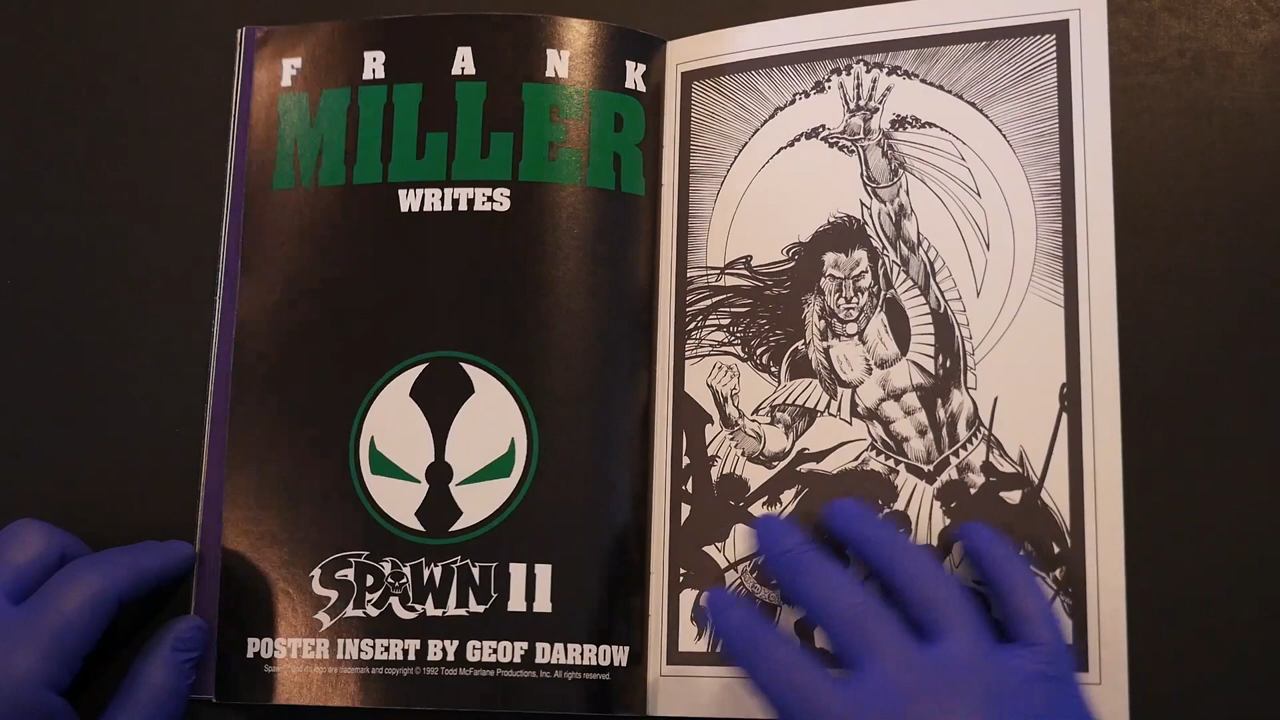 FRANK
MILLER
WRITES
SPAWN 11
POSTER INSERT BY GEOF DARROW
Spawn and its logo are trademark and copyright © 1992 Todd McFarlane Productions, Inc. All rights reserved.